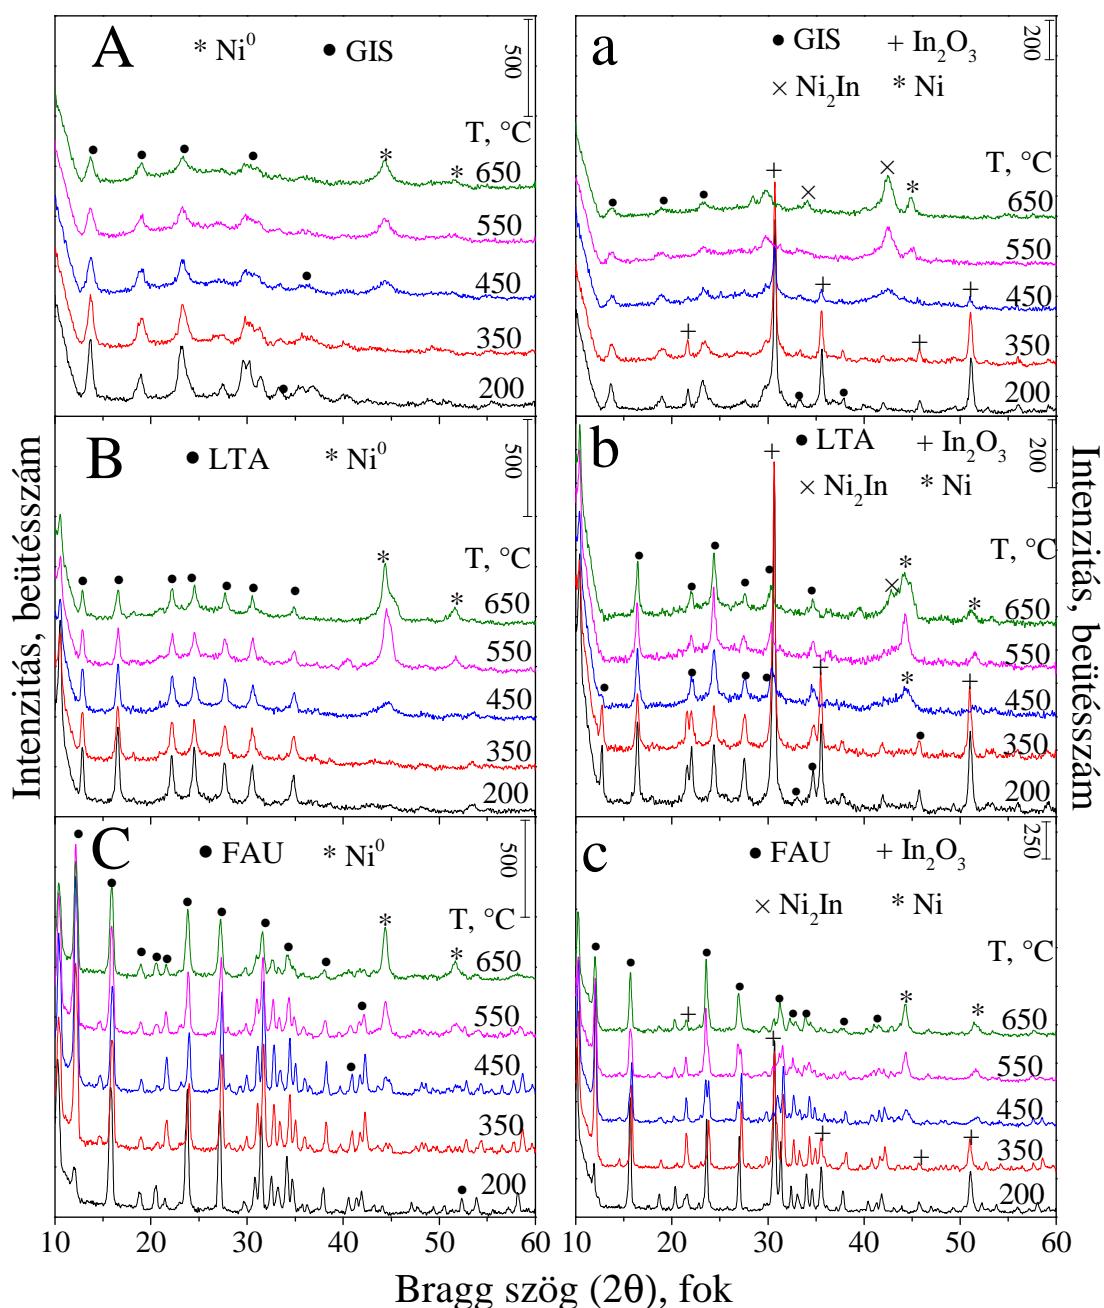 A
* Ni⁰ ● GIS
500
T, °C
650
550
450
350
200
a
● GIS + In₂O₃
× Ni₂In * Ni
200
T, °C
650
550
450
350
200
B
● LTA * Ni⁰
500
T, °C
650
550
450
350
200
b
● LTA + In₂O₃
× Ni₂In * Ni
200
T, °C
650
550
450
350
200
C
● FAU * Ni⁰
500
T, °C
650
550
450
350
200
10 20 30 40 50 60
c
● FAU + In₂O₃
× Ni₂In * Ni
250
T, °C
650
550
450
350
200
10 20 30 40 50 60
Intenzitás, beütésszám
Intenzitás, beütésszám
Bragg szög (2θ), fok